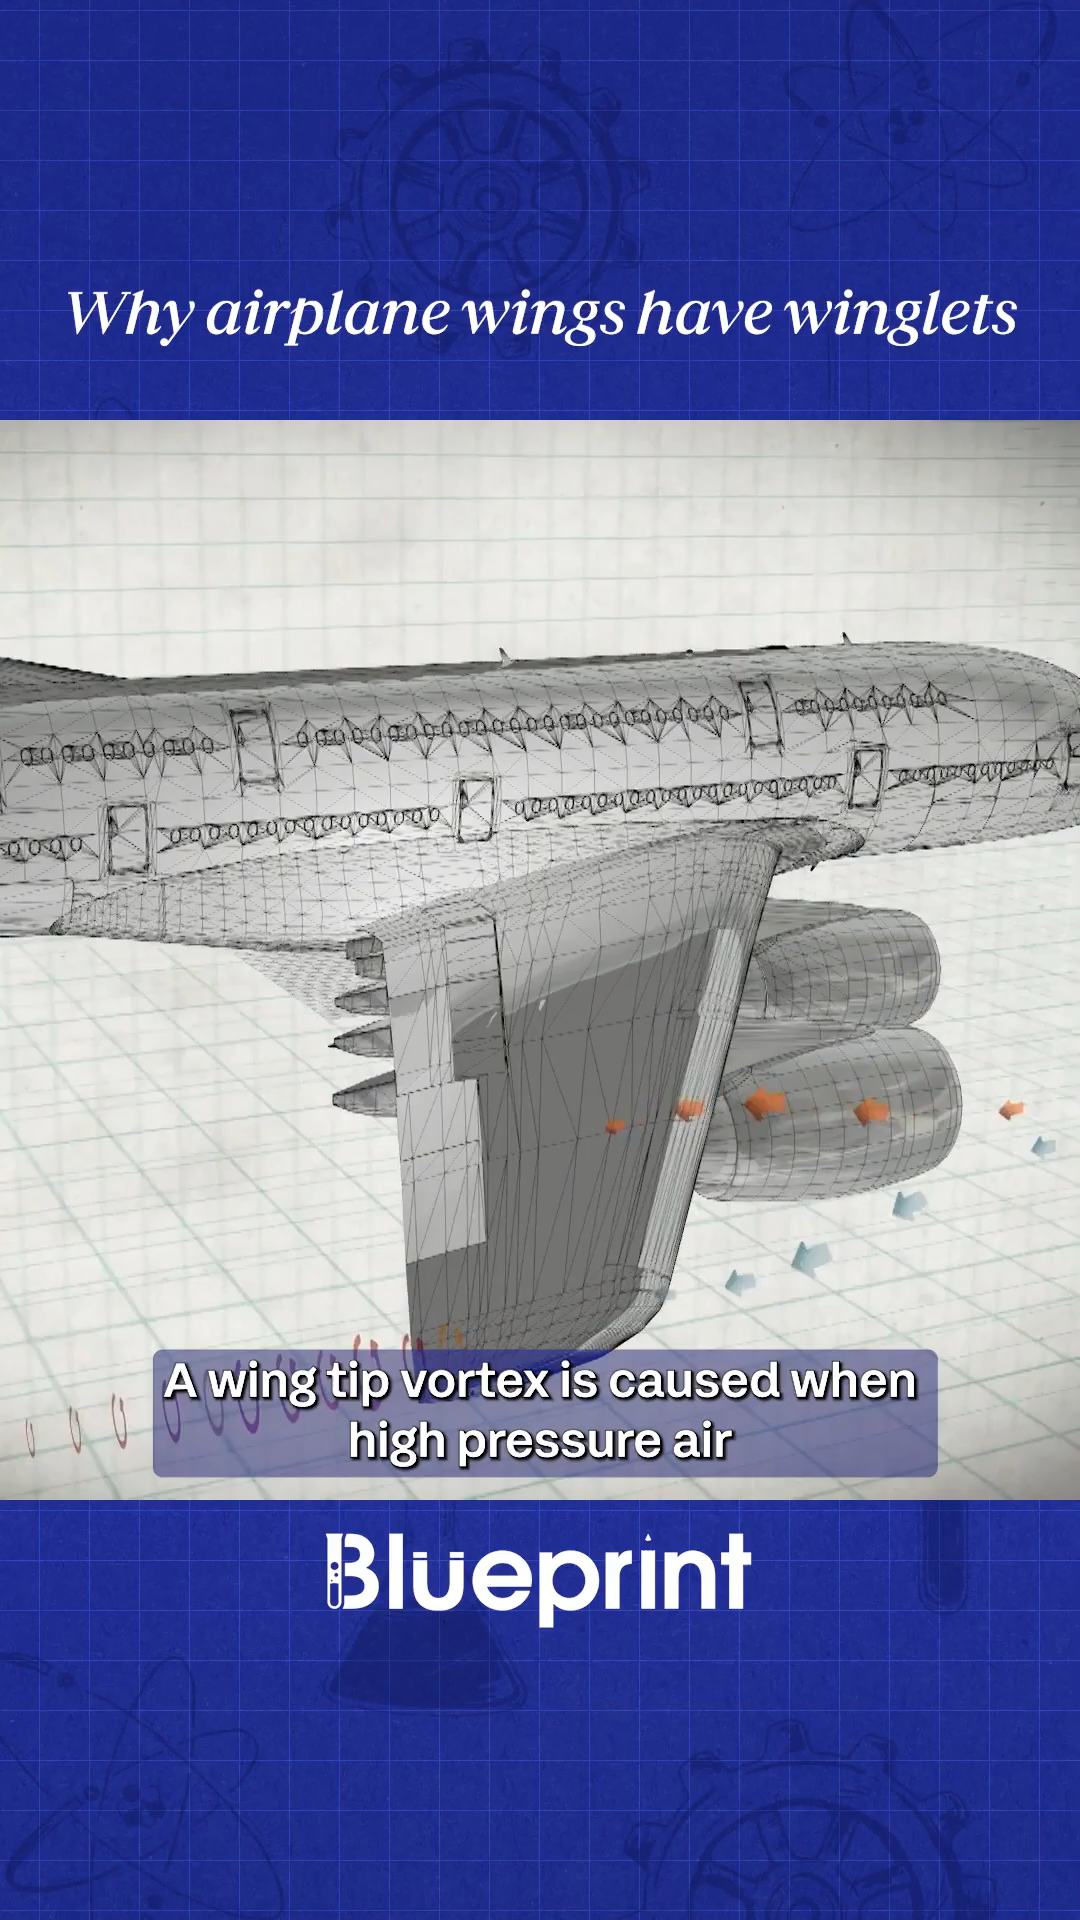 Why airplane wings have winglets
A wing tip vortex is caused when
high pressure air
Blueprint